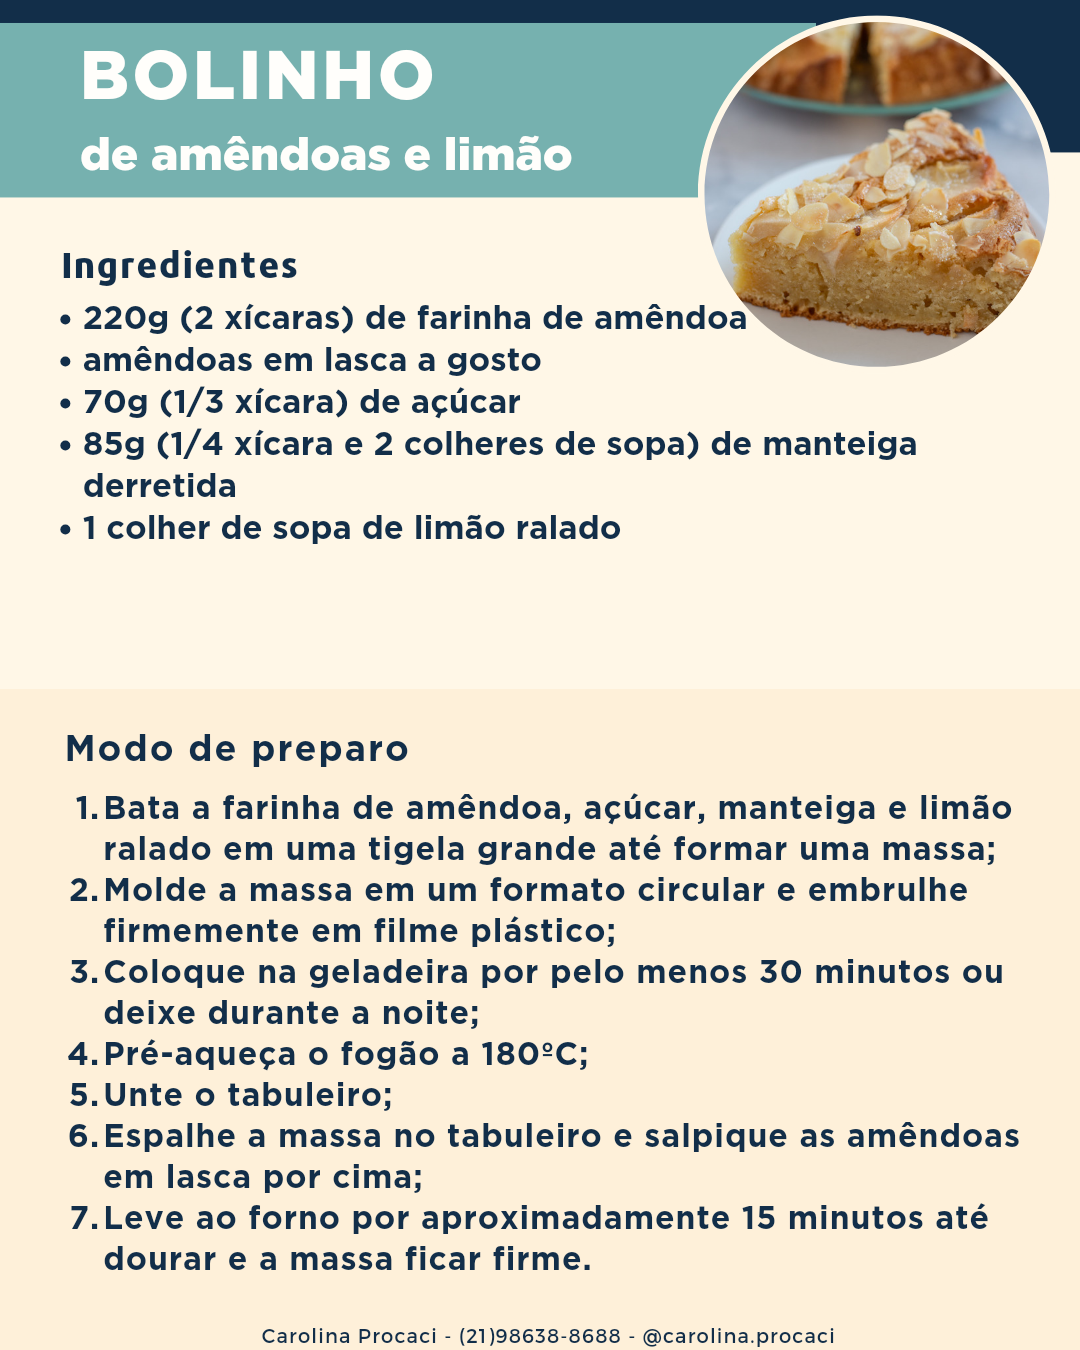 BOLINHO
de amêndoas e limão
Ingredientes
• 220g (2 xícaras) de farinha de amêndoa
• amêndoas em lasca a gosto
• 70g (1/3 xícara) de açúcar
• 85g (1/4 xícara e 2 colheres de sopa) de manteiga
derretida
• 1 colher de sopa de limão ralado
Modo de preparo
1. Bata a farinha de amêndoa, açúcar, manteiga e limão
ralado em uma tigela grande até formar uma massa;
2. Molde a massa em um formato circular e embrulhe
firmemente em filme plástico;
3. Coloque na geladeira por pelo menos 30 minutos ou
deixe durante a noite;
4. Pré-aqueça o fogão a 180ºC;
5. Unte o tabuleiro;
6. Espalhe a massa no tabuleiro e salpique as amêndoas
em lasca por cima;
7. Leve ao forno por aproximadamente 15 minutos até
dourar e a massa ficar firme.
Carolina Procaci - (21)98638-8688 - @carolina.procaci